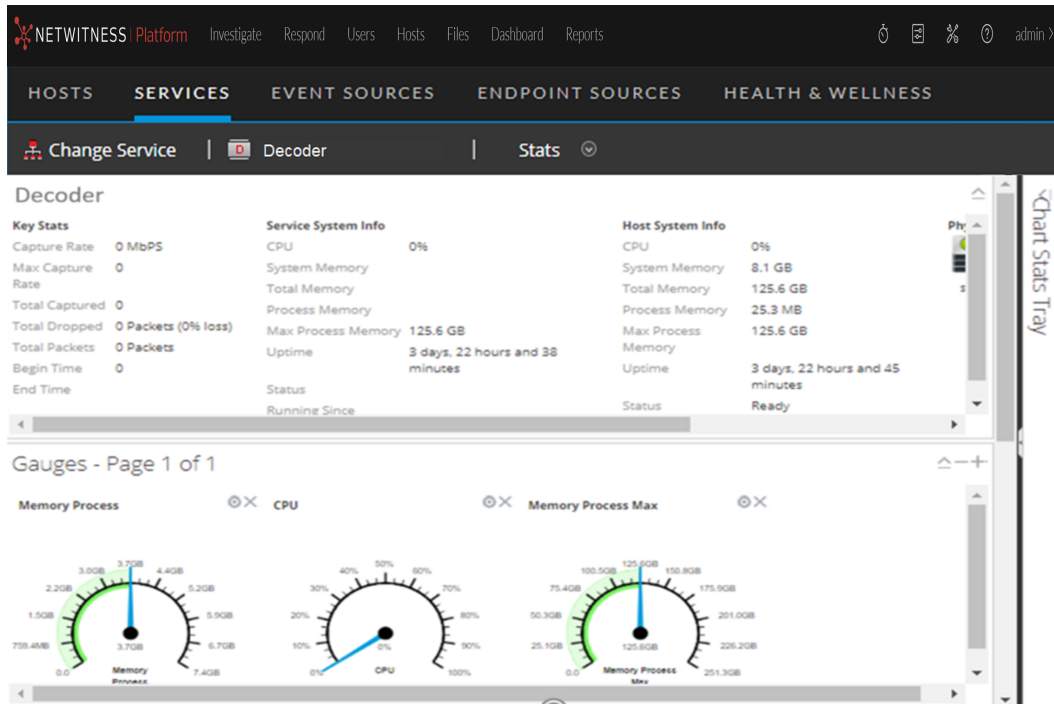 NETWITNESS Platform Investigate Respond Users Hosts Files Dashboard Reports admin
HOSTS SERVICES EVENT SOURCES ENDPOINT SOURCES HEALTH & WELLNESS
Change Service | D Decoder | Stats
Decoder
Key Stats
Capture Rate 0 MbPS
Max Capture 0
Rate
Total Captured 0
Total Dropped 0 Packets (0% loss)
Total Packets 0 Packets
Begin Time 0
End Time
Service System Info
CPU 0%
System Memory
Total Memory
Process Memory
Max Process Memory 125.6 GB
Uptime 3 days, 22 hours and 38
minutes
Status
Running Since
Host System Info
CPU 0%
System Memory 8.1 GB
Total Memory 125.6 GB
Process Memory 25.3 MB
Max Process 125.6 GB
Memory
Uptime 3 days, 22 hours and 45
minutes
Status Ready
Phy
s
Chart Stats Tray
Gauges - Page 1 of 1
Memory Process
3.7GB
3.0GB 4.4GB
2.2GB 5.2GB
1.5GB 5.9GB
759.4MB 3.7GB 6.7GB
0.0 Memory 7.4GB
Process
CPU
50%
40% 60%
30% 70%
20% 80%
10% 0% 90%
0% CPU 100%
Memory Process Max
125.6GB
100.5GB 150.8GB
75.4GB 175.9GB
50.3GB 201.0GB
25.1GB 125.6GB 226.2GB
0.0 Memory Process 251.3GB
Max